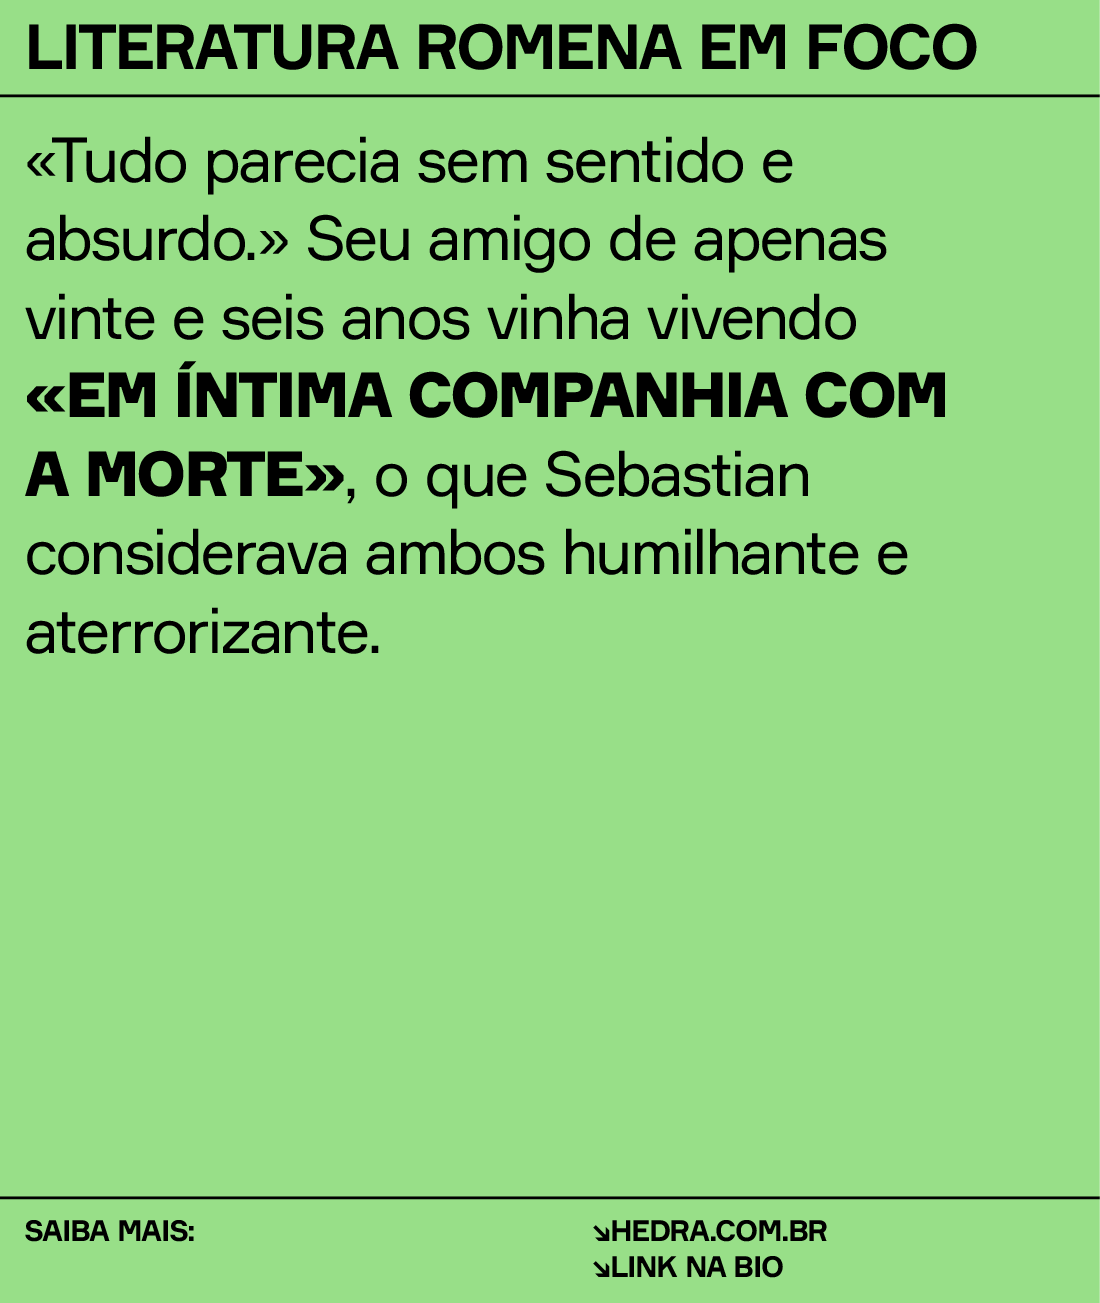 LITERATURA ROMENA EM FOCO
«Tudo parecia sem sentido e
absurdo.» Seu amigo de apenas
vinte e seis anos vinha vivendo
«EM ÍNTIMA COMPANHIA COM
A MORTE», o que Sebastian
considerava ambos humilhante e
aterrorizante.
SAIBA MAIS:
↘HEDRA.COM.BR
↘LINK NA BIO